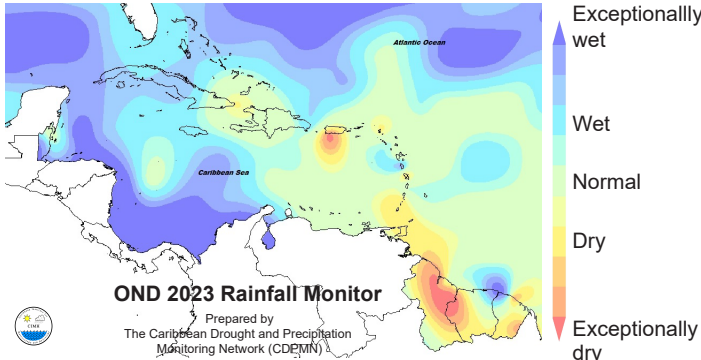 Exceptionallly
wet
Atlantic Ocean
Wet
Caribbean Sea
Normal
Dry
OND 2023 Rainfall Monitor
Prepared by
The Caribbean Drought and Precipitation
Monitoring Network (CDPMN)
CIMH
Exceptionally
dry